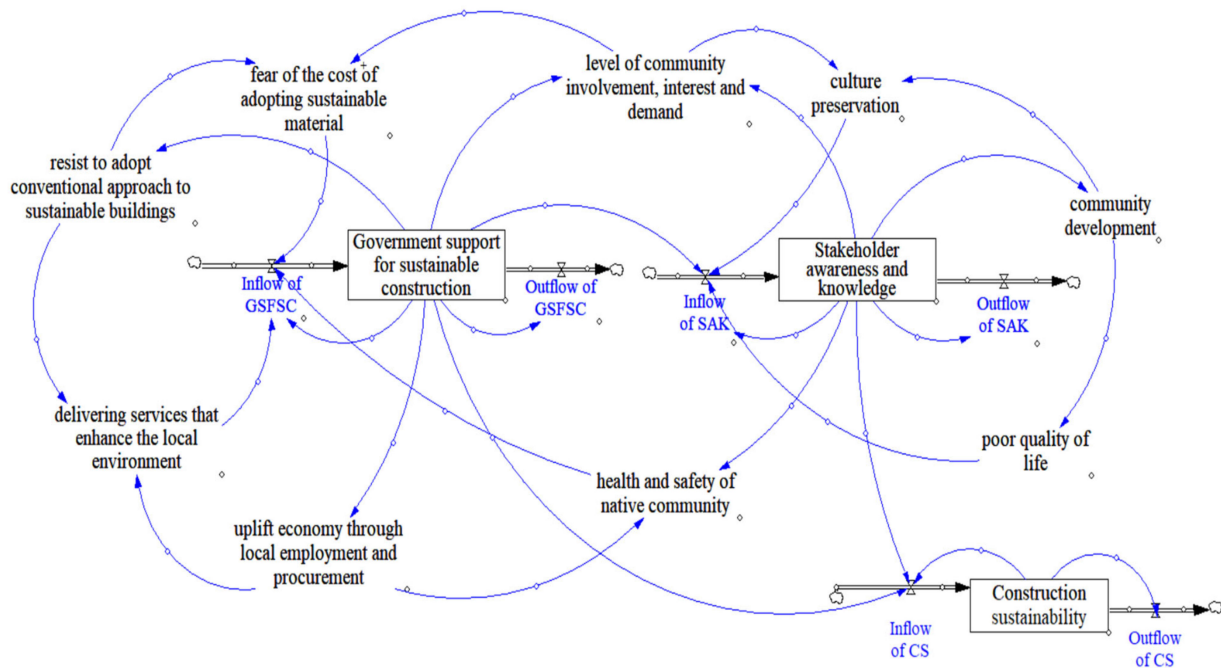 level of community
involvement, interest and
demand
fear of the cost of
adopting sustainable
material
culture
preservation
resist to adopt
conventional approach to
sustainable buildings
community
development
Government support
for sustainable
construction
Stakeholder
awareness and
knowledge
Inflow of
GSFSC
Outflow of
GSFSC
Inflow
of SAK
Outflow
of SAK
delivering services that
enhance the local
environment
poor quality of
life
health and safety of
native community
uplift economy through
local employment and
procurement
Construction
sustainability
Inflow
of CS
Outflow
of CS